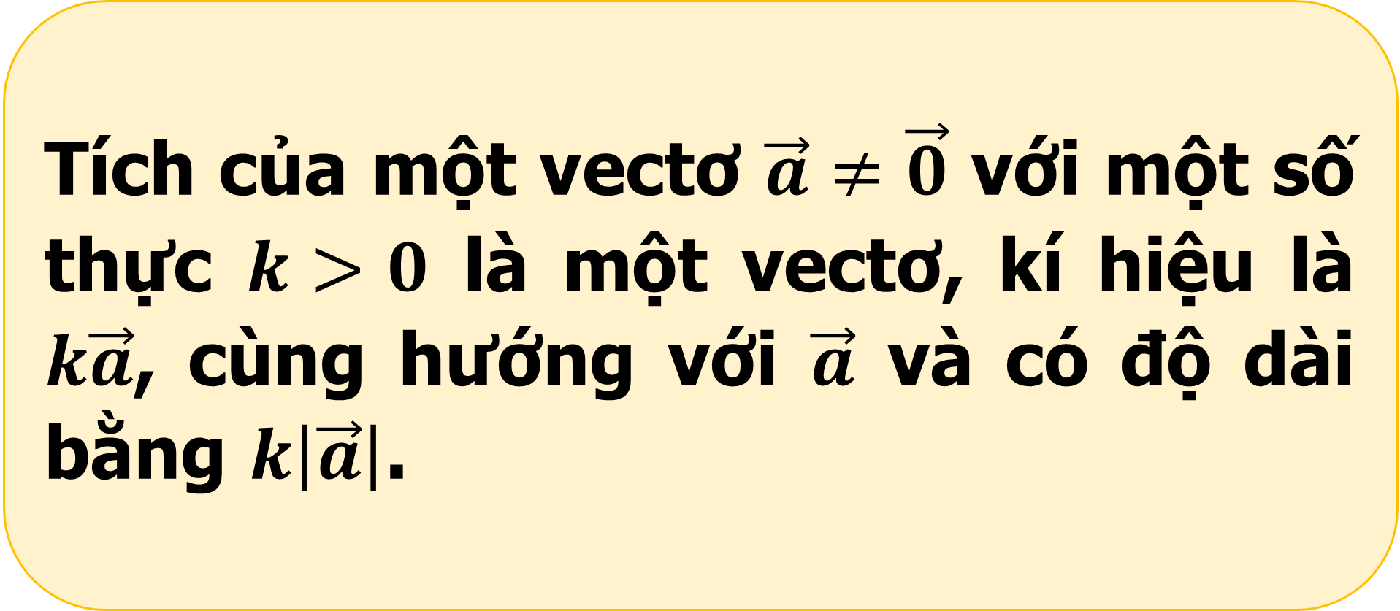 Tích của một vectơ $\vec{a} \neq \vec{0}$ với một số
thực $k > 0$ là một vectơ, kí hiệu là
$k\vec{a}$, cùng hướng với $\vec{a}$ và có độ dài
bằng $k|\vec{a}|$.